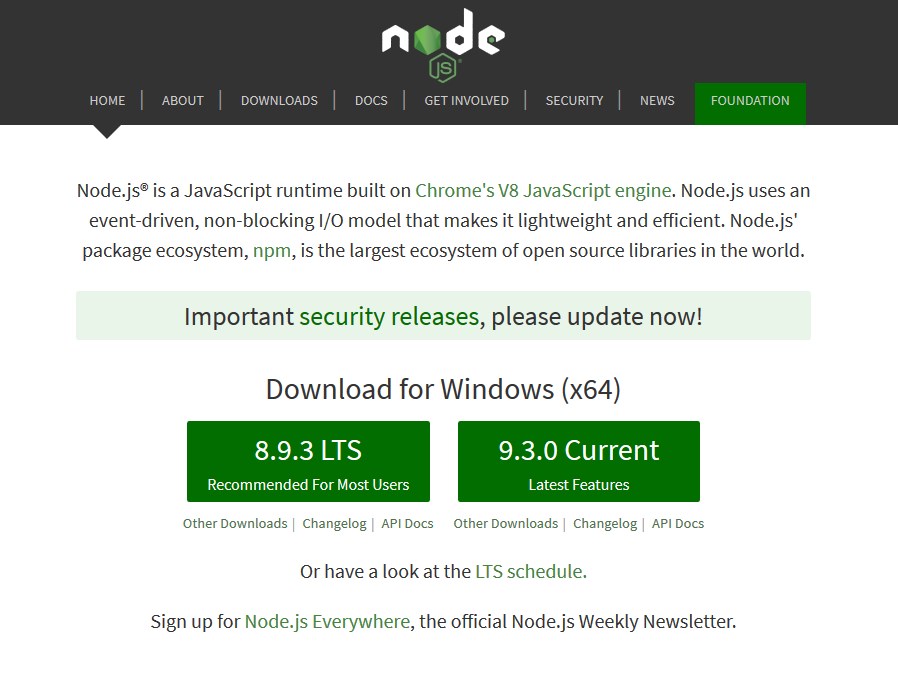 node
JS
HOME | ABOUT | DOWNLOADS | DOCS | GET INVOLVED | SECURITY | NEWS FOUNDATION
Node.js® is a JavaScript runtime built on Chrome's V8 JavaScript engine. Node.js uses an
event-driven, non-blocking I/O model that makes it lightweight and efficient. Node.js'
package ecosystem, npm, is the largest ecosystem of open source libraries in the world.
Important security releases, please update now!
Download for Windows (x64)
8.9.3 LTS
Recommended For Most Users
9.3.0 Current
Latest Features
Other Downloads | Changelog | API Docs
Other Downloads | Changelog | API Docs
Or have a look at the LTS schedule.
Sign up for Node.js Everywhere, the official Node.js Weekly Newsletter.